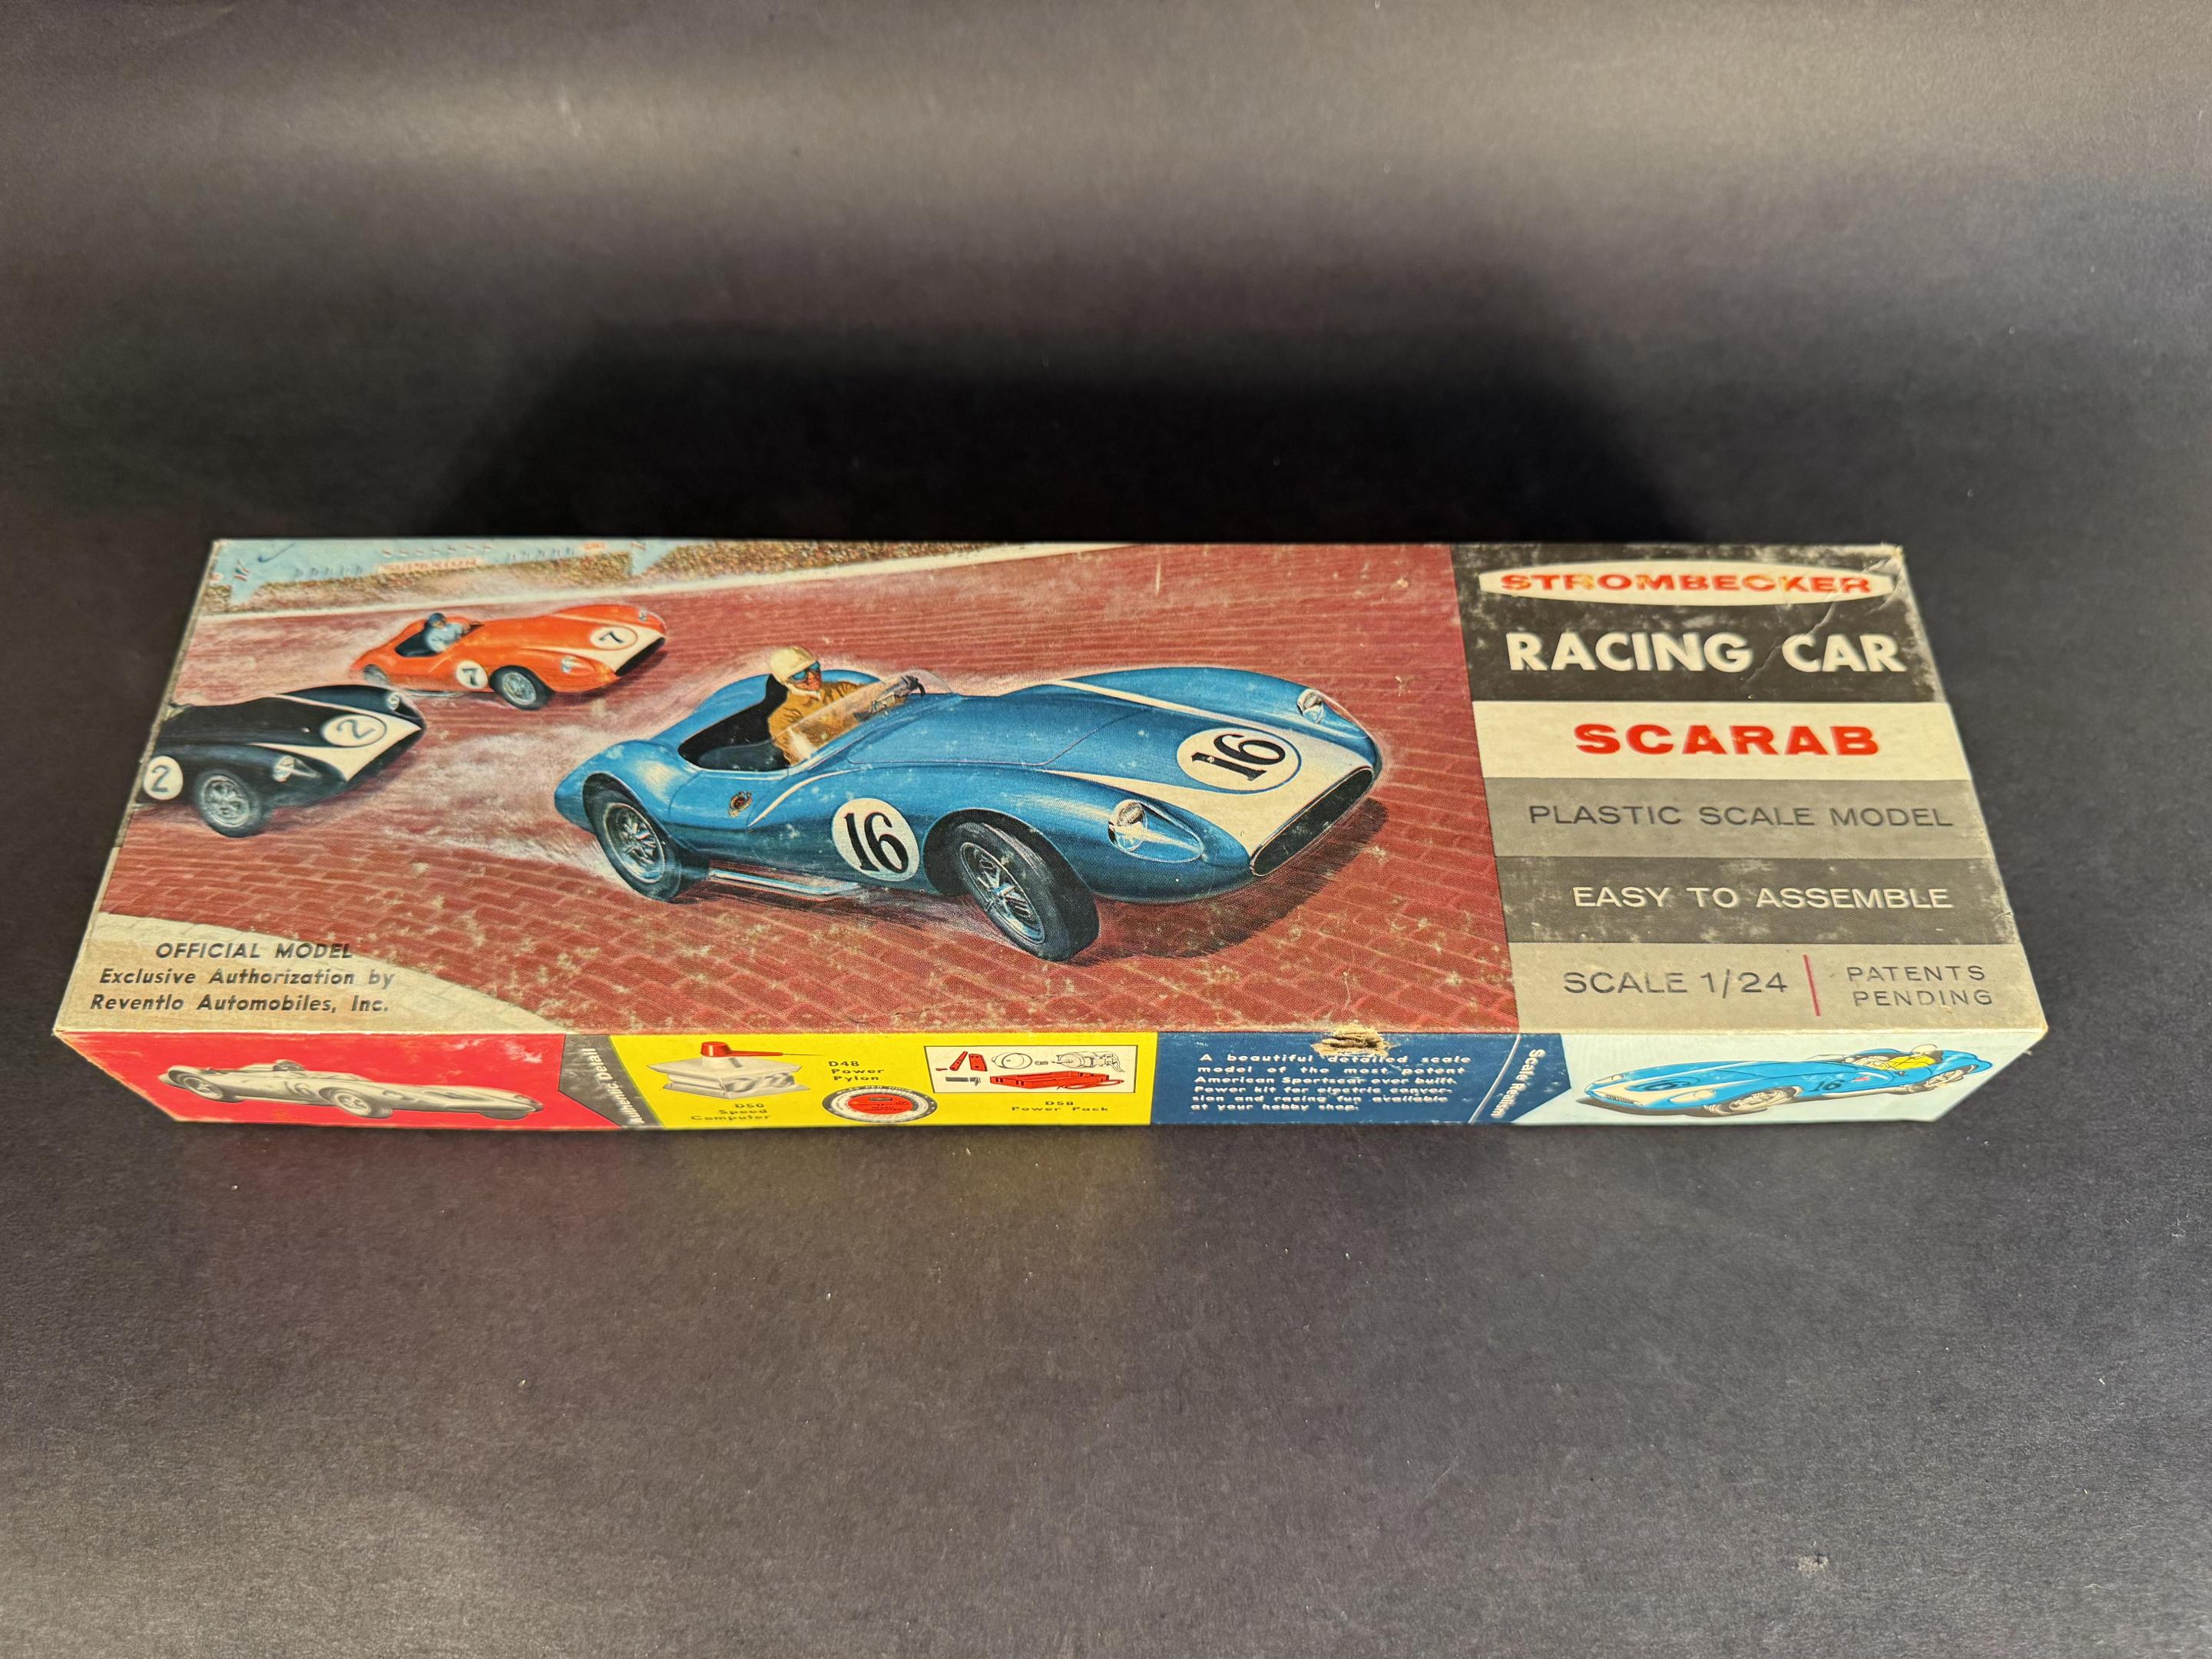 STROMBECKER
RACING CAR
SCARAB
PLASTIC SCALE MODEL
EASY TO ASSEMBLE
SCALE 1/24
PATENTS
PENDING
7
7
2
2
16
16
OFFICIAL MODEL
Exclusive Authorization by
Reventlo Automobiles, Inc.
16
Authentic Detail
D48
Power
Pylon
D50
Speed
Computer
D58
Power Pack
A beautiful detailed scale
model of the most potent
American Sportscar ever built.
Power kit for electric conver-
sion and racing fun available
at your hobby shop.
Scale Realism
16